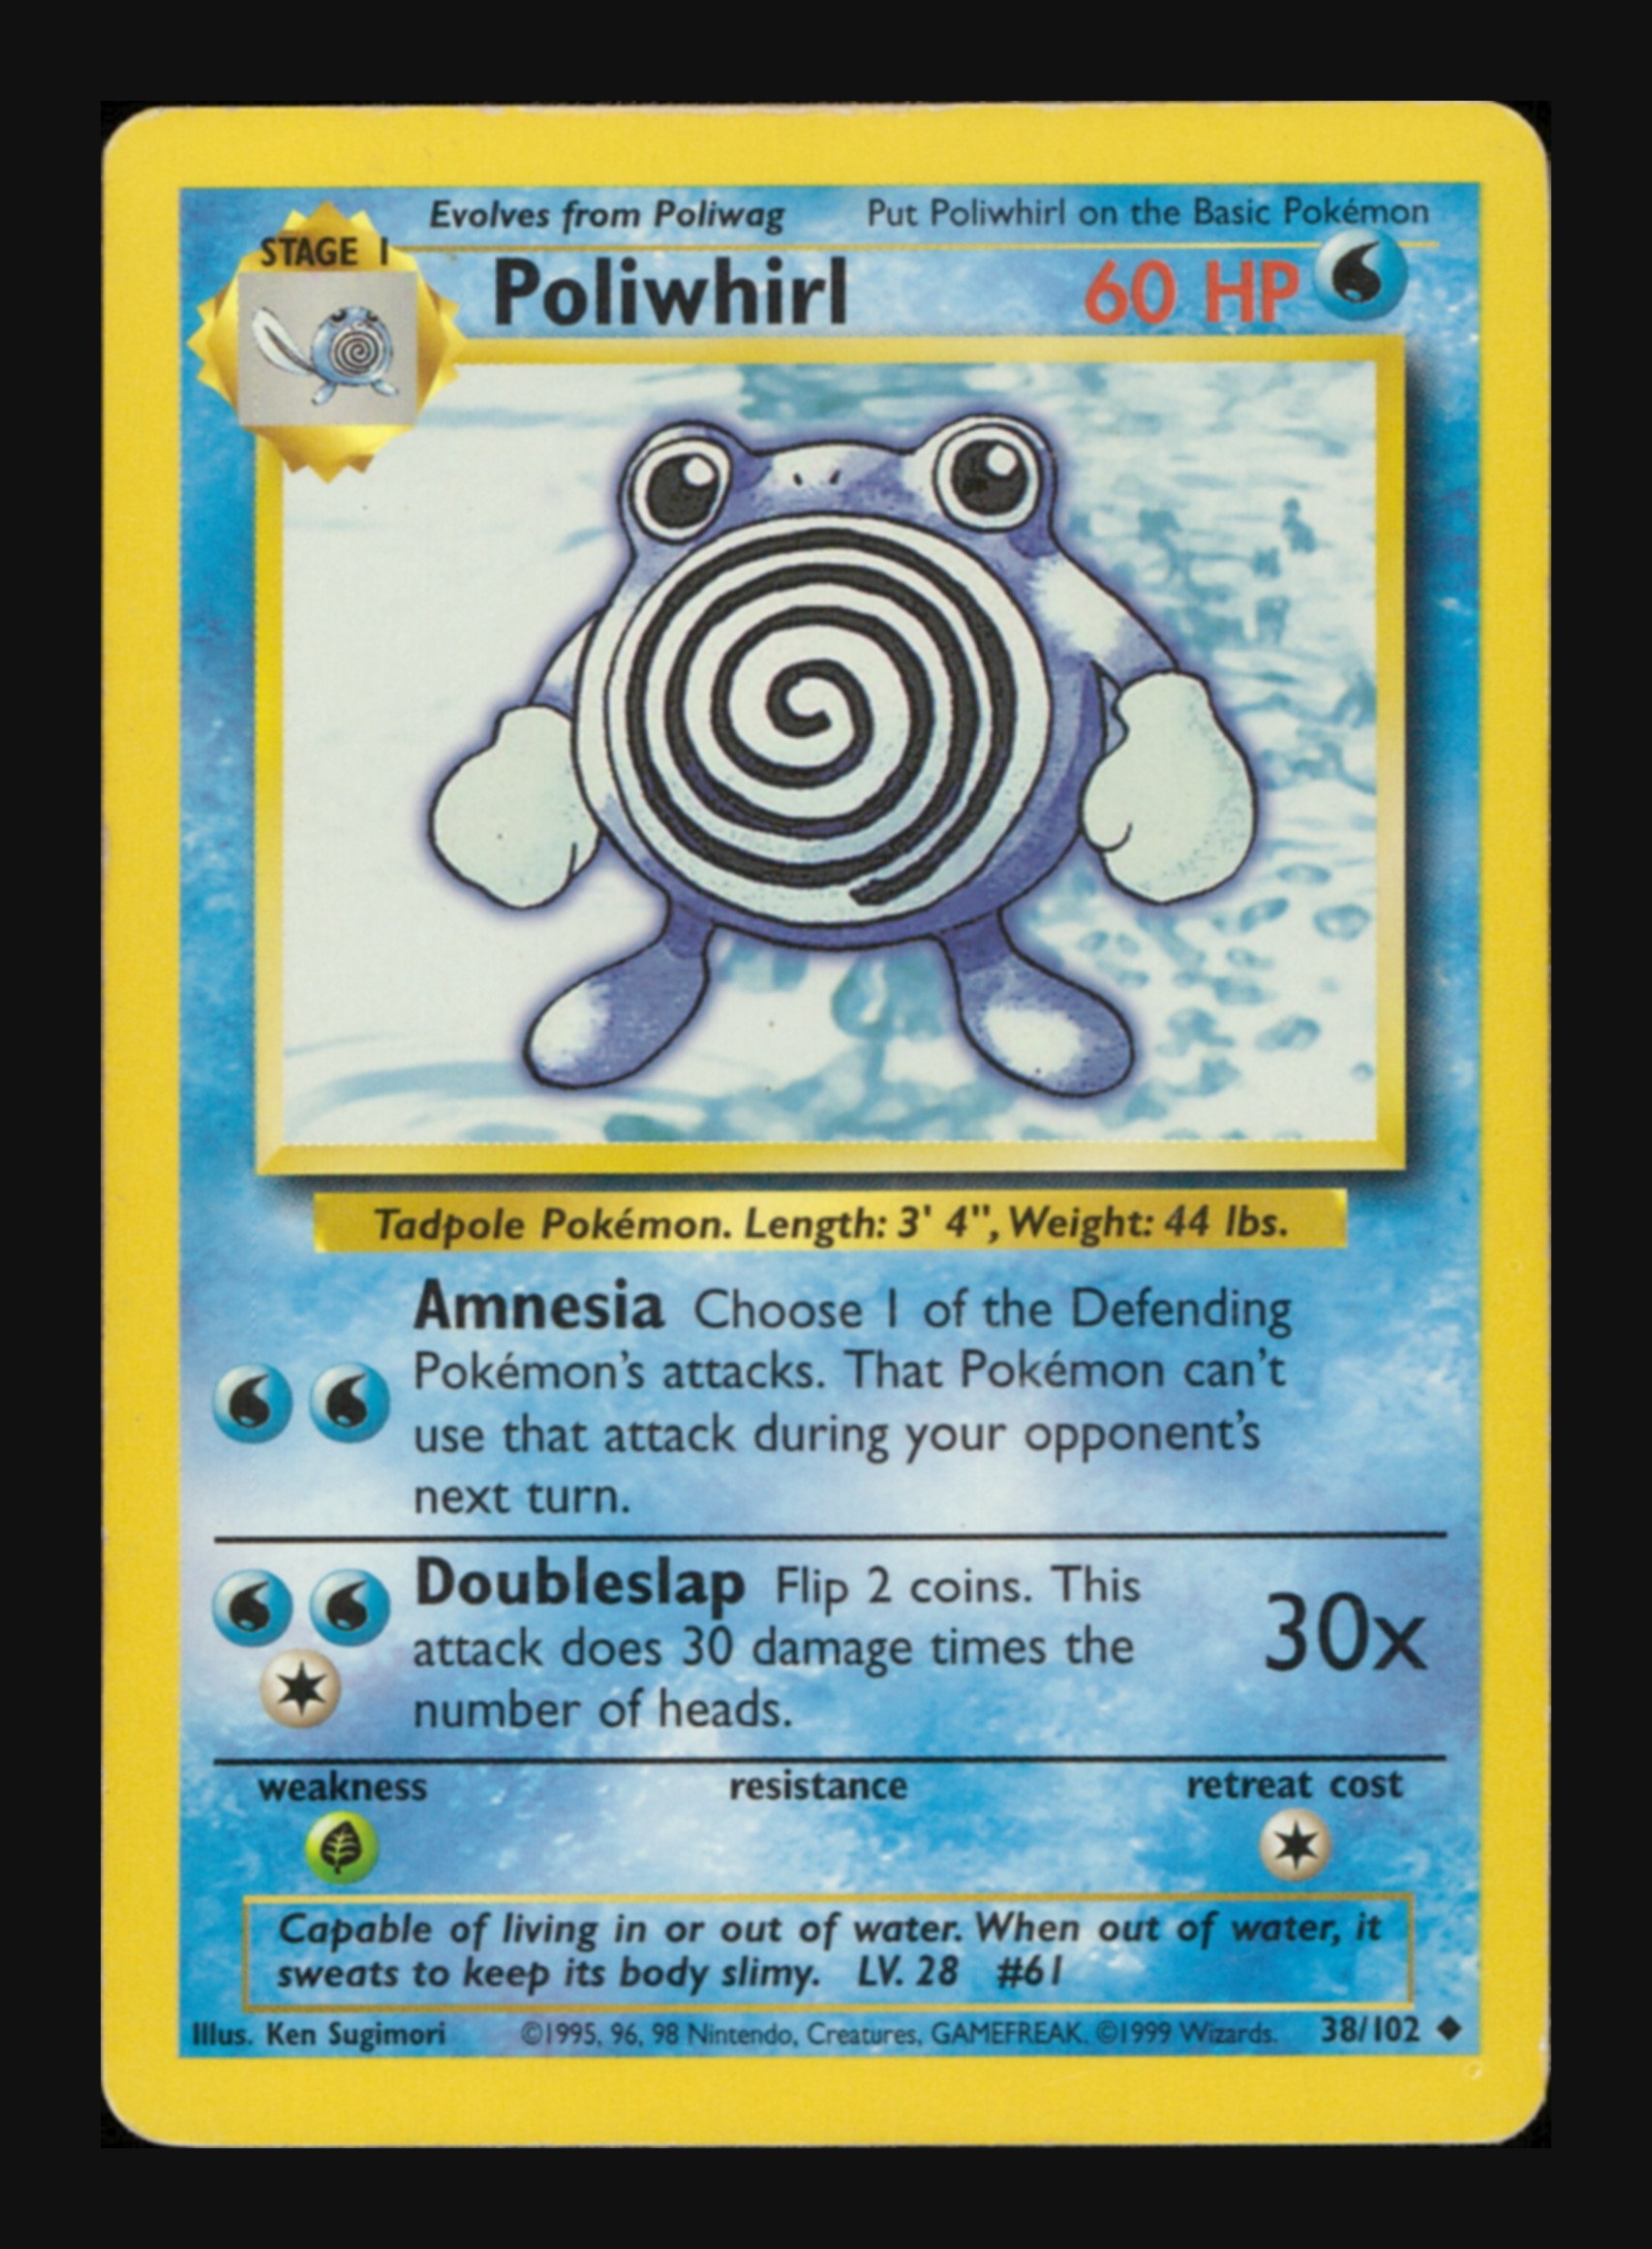 Evolves from Poliwag Put Poliwhirl on the Basic Pokémon
STAGE 1
Poliwhirl 60 HP
Tadpole Pokémon. Length: 3' 4", Weight: 44 lbs.
Amnesia Choose 1 of the Defending
Pokémon's attacks. That Pokémon can't
use that attack during your opponent's
next turn.
Doubleslap Flip 2 coins. This
attack does 30 damage times the
number of heads.
30x
weakness resistance retreat cost
Capable of living in or out of water. When out of water, it
sweats to keep its body slimy. LV. 28 #61
Illus. Ken Sugimori ©1995, 96, 98 Nintendo, Creatures, GAMEFREAK. ©1999 Wizards. 38/102